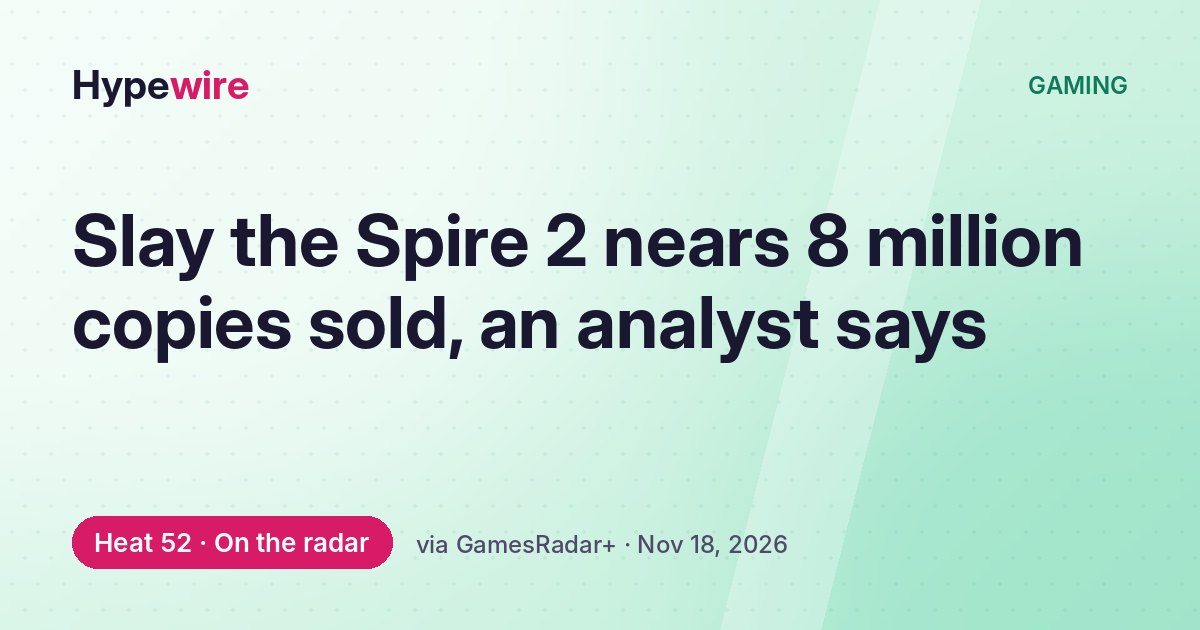 Hypewire
GAMING
Slay the Spire 2 nears 8 million
copies sold, an analyst says
Heat 52 · On the radar
via GamesRadar+ · Nov 18, 2026